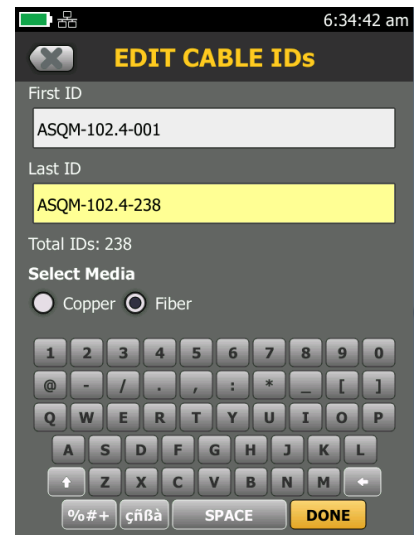 6:34:42 am
EDIT CABLE IDs
First ID
ASQM-102.4-001
Last ID
ASQM-102.4-238
Total IDs: 238
Select Media
Copper Fiber
1 2 3 4 5 6 7 8 9 0
@ - / . , : * _ [ ]
Q W E R T Y U I O P
A S D F G H J K L
Z X C V B N M
%#+ çñßà SPACE DONE